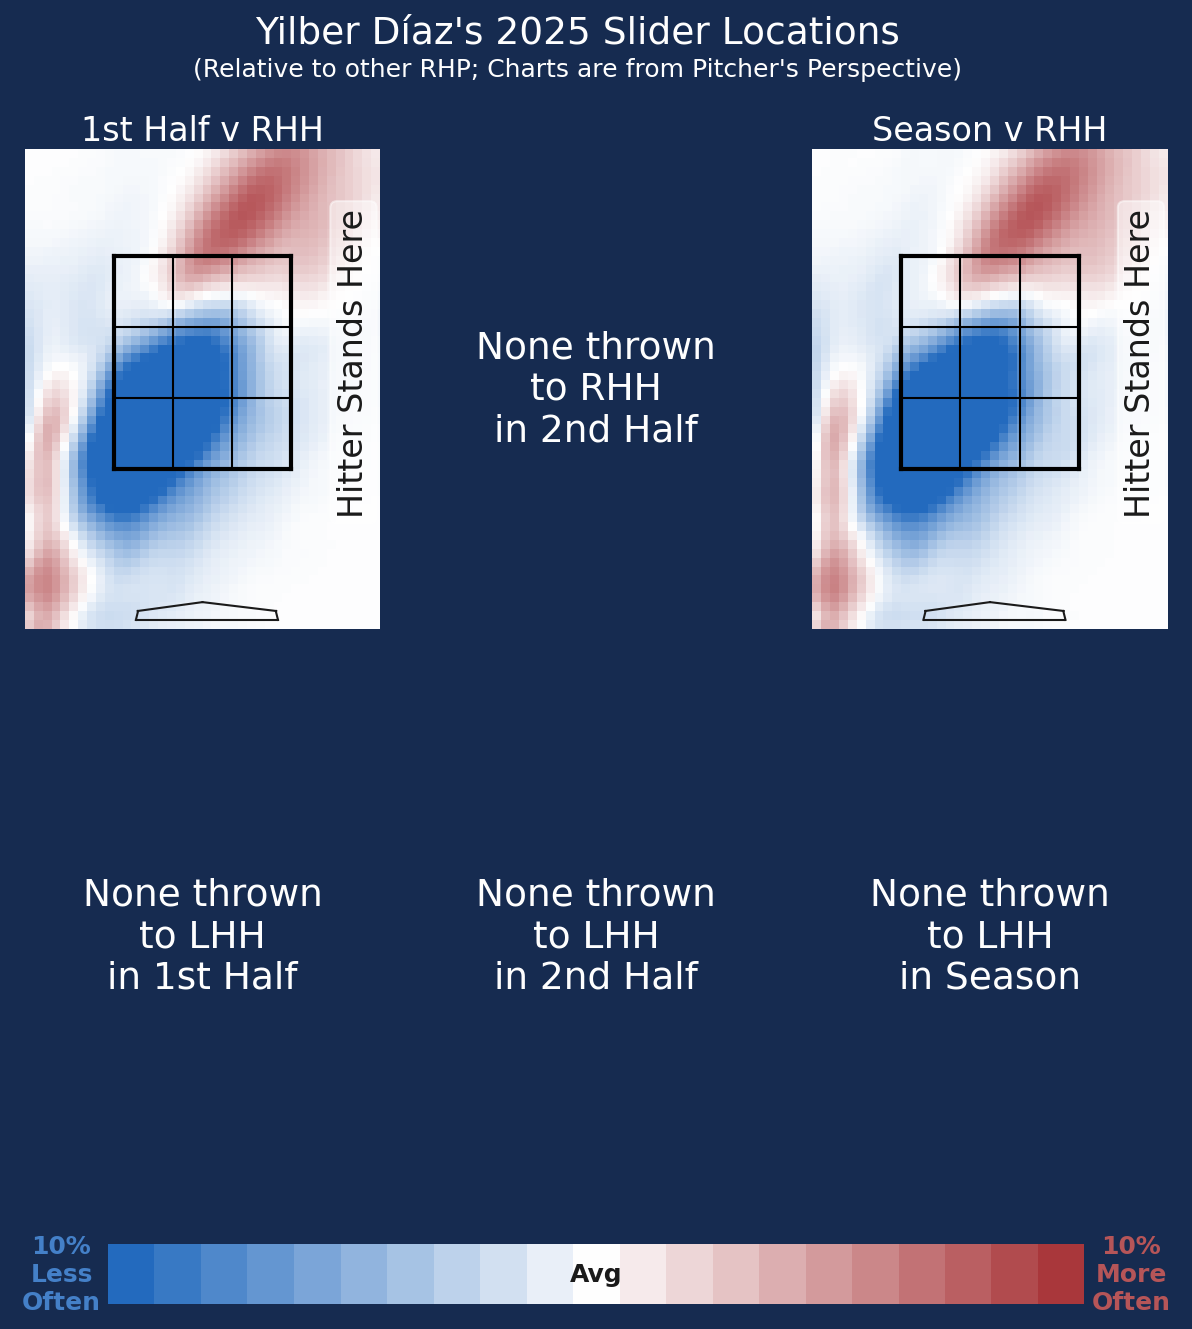 Yilber Díaz's 2025 Slider Locations
(Relative to other RHP; Charts are from Pitcher's Perspective)
1st Half v RHH
Season v RHH
Hitter Stands Here
None thrown
to RHH
in 2nd Half
Hitter Stands Here
None thrown
to LHH
in 1st Half
None thrown
to LHH
in 2nd Half
None thrown
to LHH
in Season
10%
Less
Often
Avg
10%
More
Often